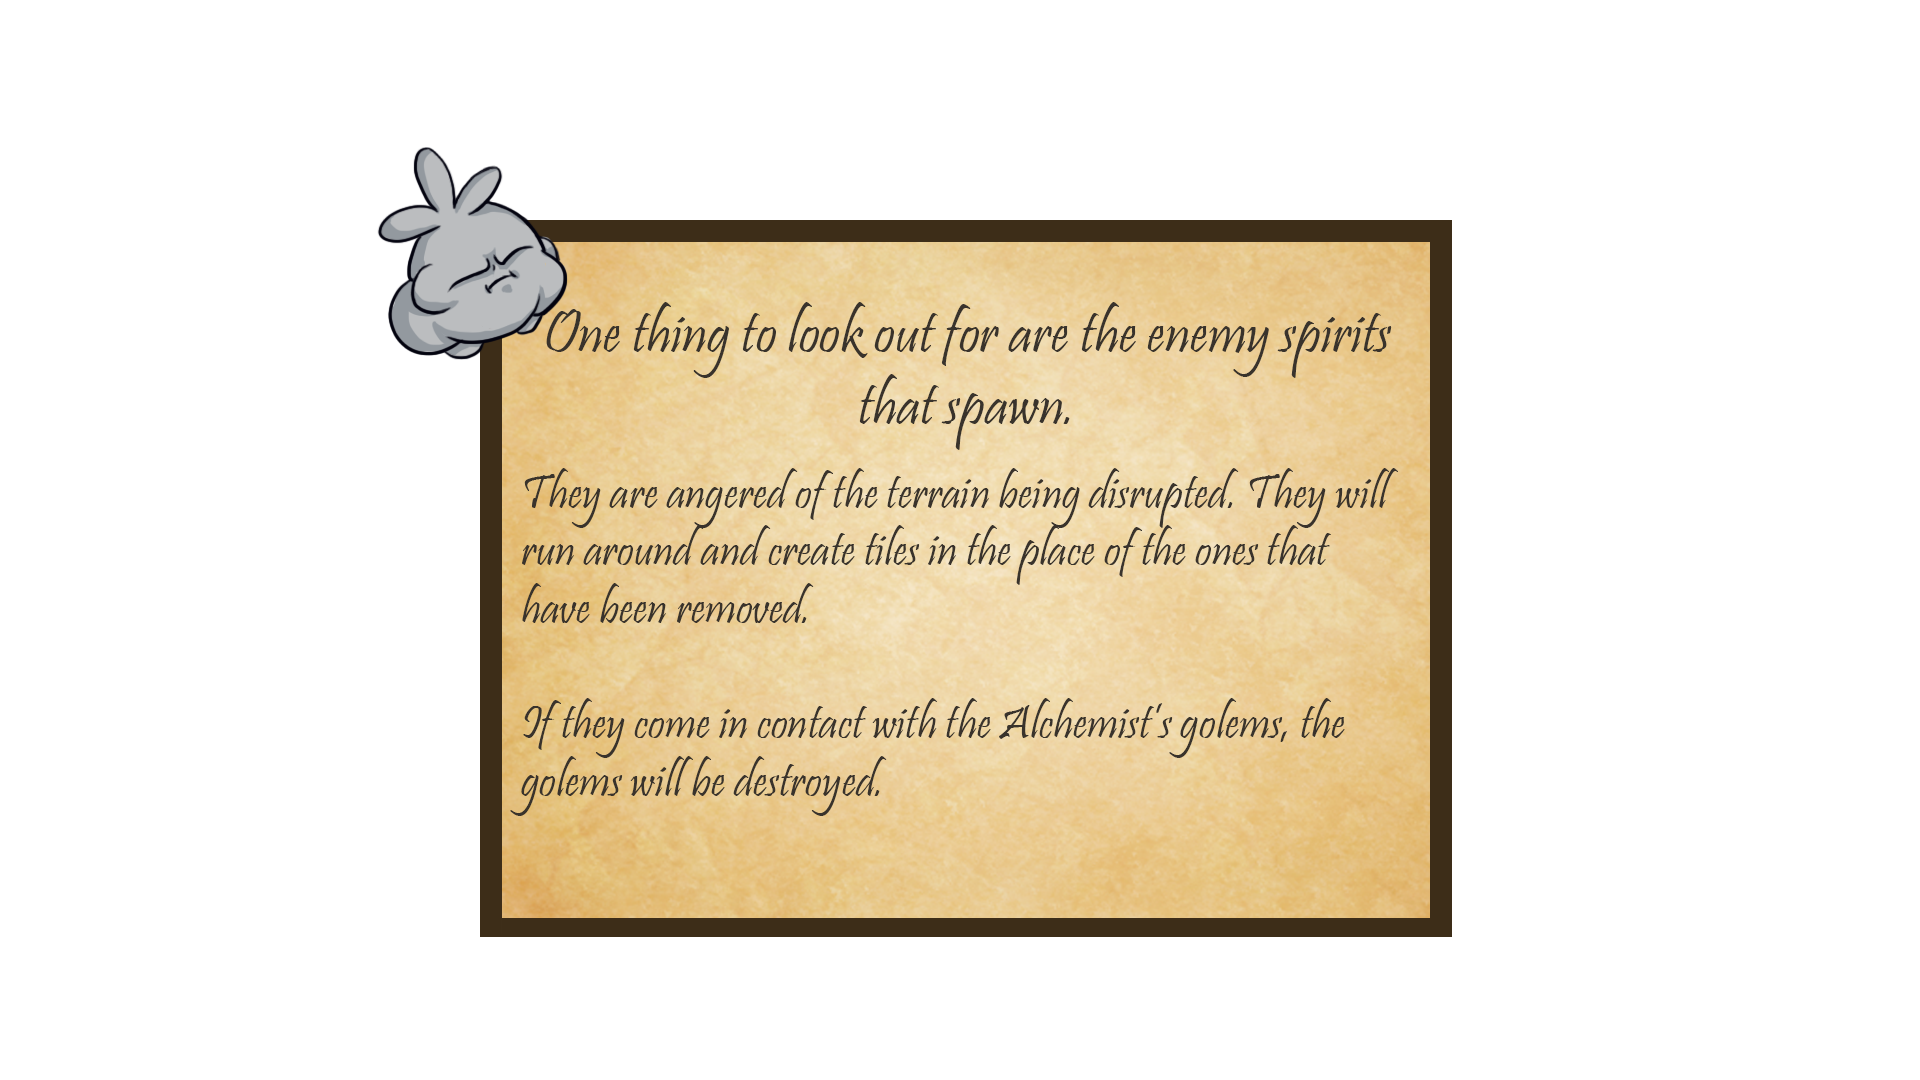 One thing to look out for are the enemy spirits
that spawn.
They are angered of the terrain being disrupted. They will
run around and create tiles in the place of the ones that
have been removed.
If they come in contact with the Alchemist's golems, the
golems will be destroyed.